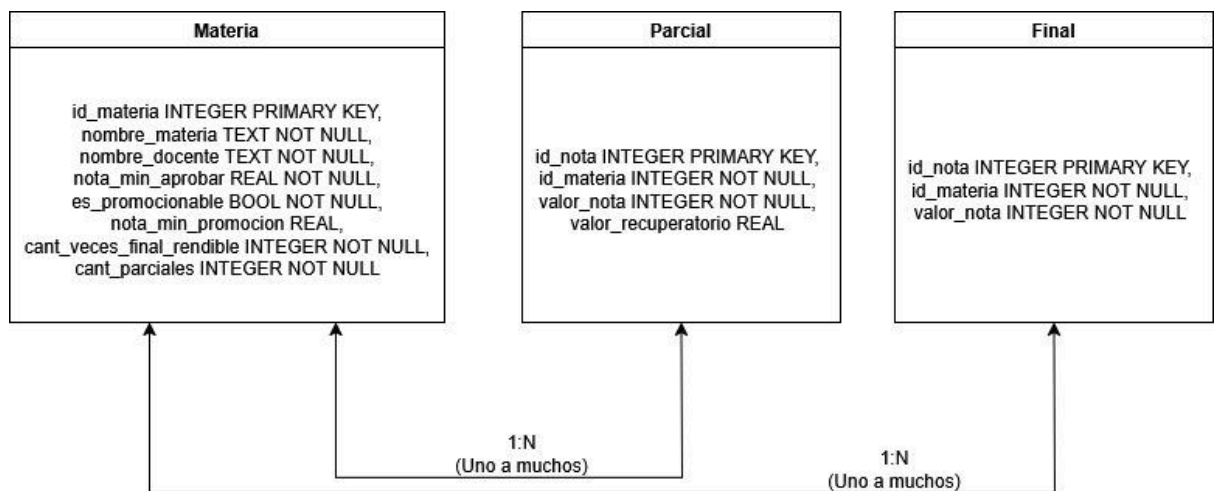 Materia
id_materia INTEGER PRIMARY KEY,
nombre_materia TEXT NOT NULL,
nombre_docente TEXT NOT NULL,
nota_min_aprobar REAL NOT NULL,
es_promocionable BOOL NOT NULL,
nota_min_promocion REAL,
cant_veces_final_rendible INTEGER NOT NULL,
cant_parciales INTEGER NOT NULL
Parcial
id_nota INTEGER PRIMARY KEY,
id_materia INTEGER NOT NULL,
valor_nota INTEGER NOT NULL,
valor_recuperatorio REAL
Final
id_nota INTEGER PRIMARY KEY,
id_materia INTEGER NOT NULL,
valor_nota INTEGER NOT NULL
1:N
(Uno a muchos)
1:N
(Uno a muchos)